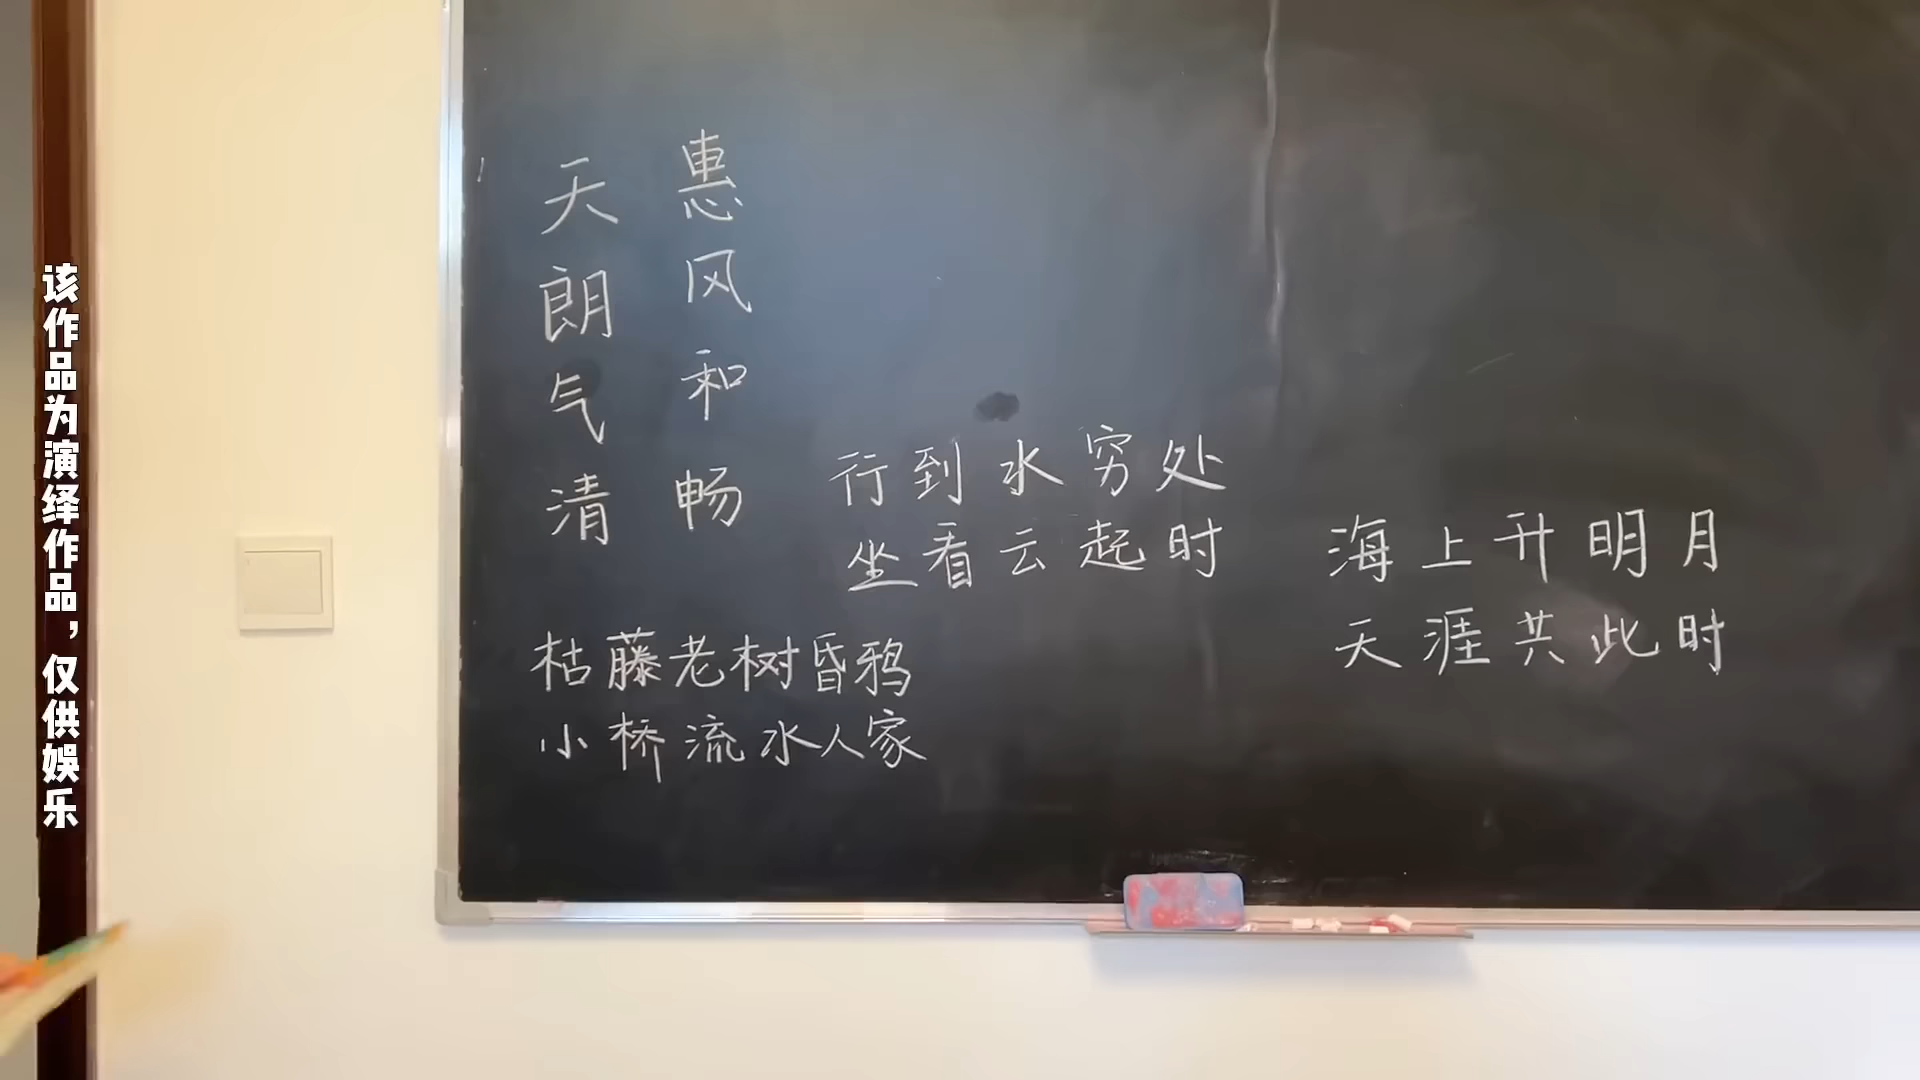 该作品为演绎作品，仅供娱乐
天朗气清
惠风和畅
行到水穷处
坐看云起时
海上升明月
天涯共此时
枯藤老树昏鸦
小桥流水人家